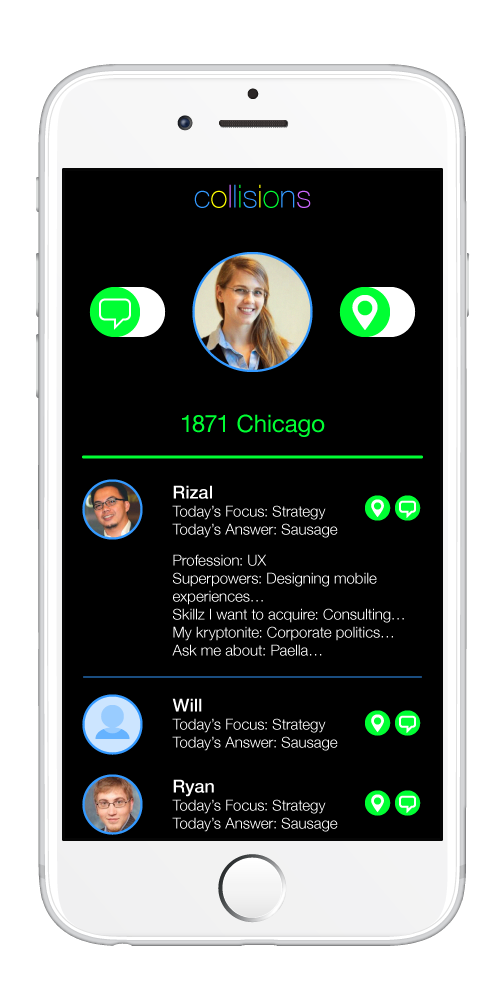 collisions
1871 Chicago
Rizal
Today’s Focus: Strategy
Today’s Answer: Sausage
Profession: UX
Superpowers: Designing mobile
experiences…
Skillz I want to acquire: Consulting…
My kryptonite: Corporate politics…
Ask me about: Paella…
Will
Today’s Focus: Strategy
Today’s Answer: Sausage
Ryan
Today’s Focus: Strategy
Today’s Answer: Sausage